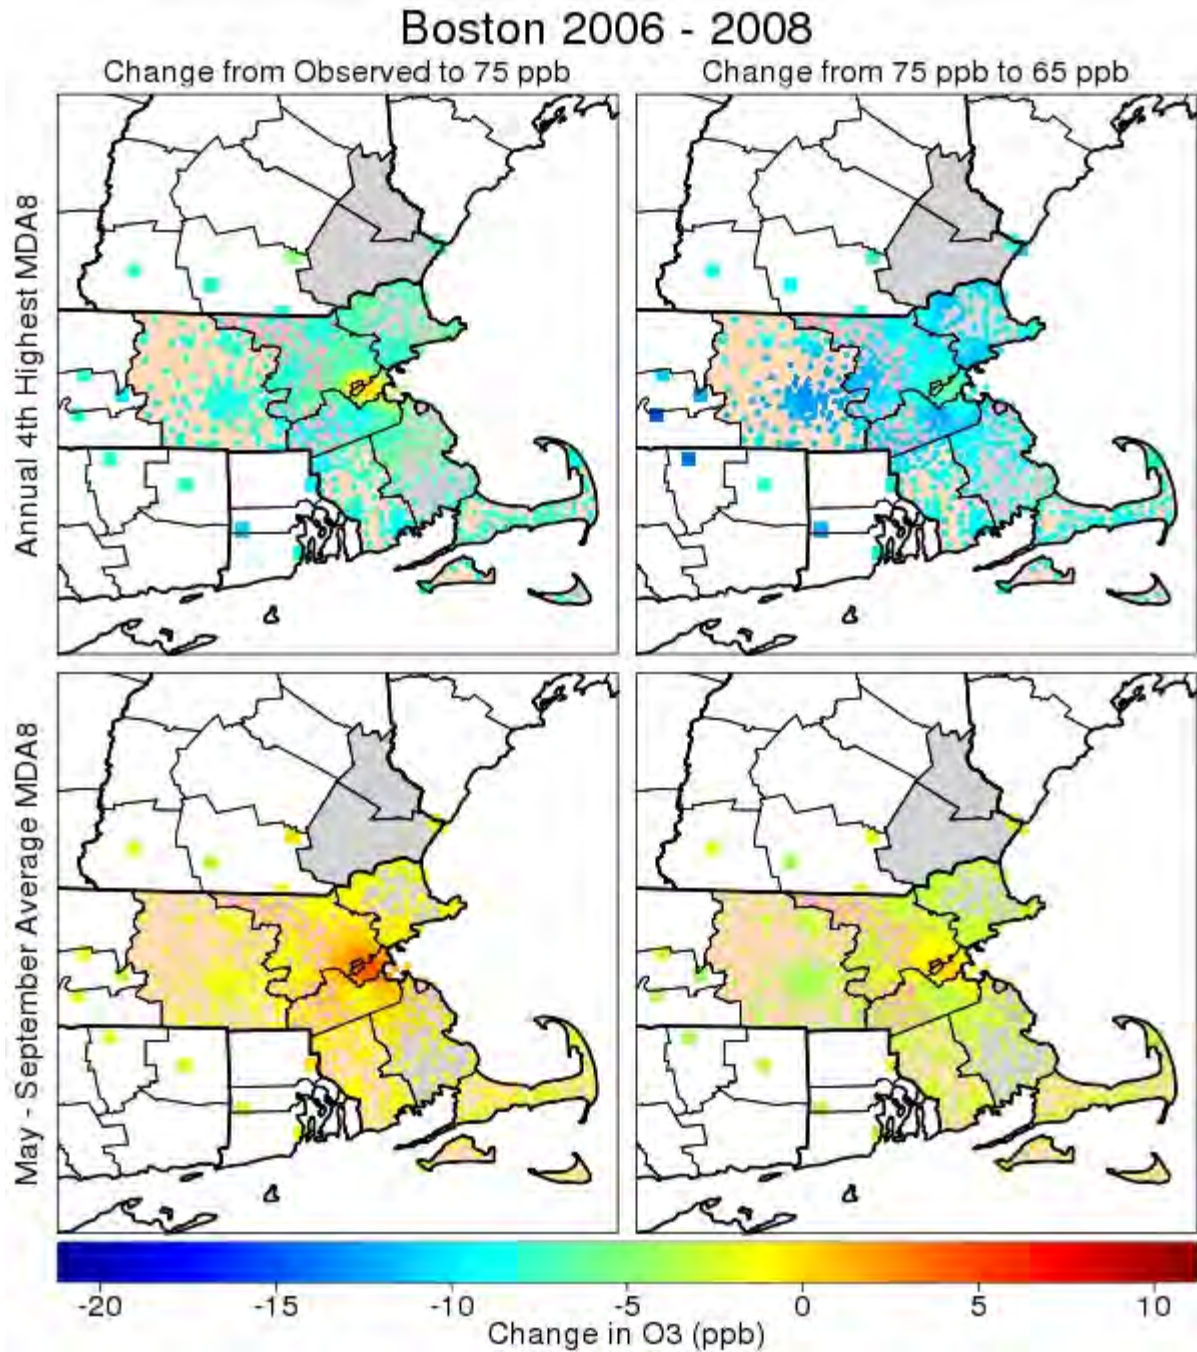 Boston 2006 - 2008
Change from Observed to 75 ppb
Change from 75 ppb to 65 ppb
Annual 4th Highest MDA8
May - September Average MDA8
-20 -15 -10 -5 0 5 10
Change in O3 (ppb)